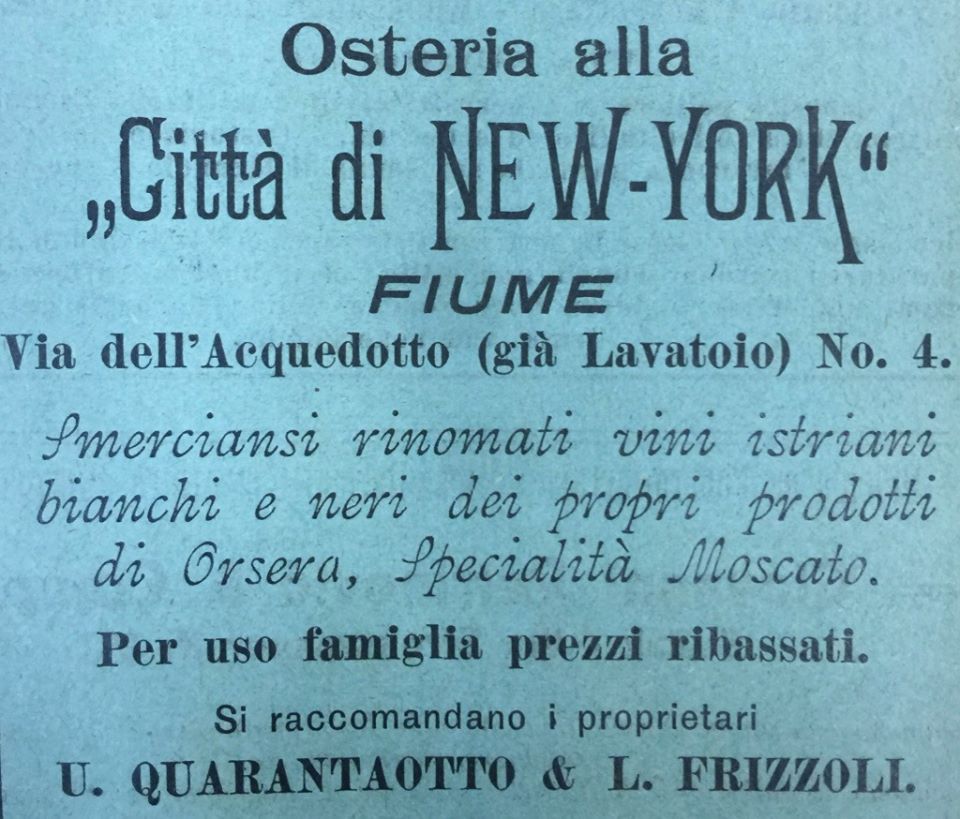 Osteria alla
„Città di NEW-YORK“
FIUME
Via dell’Acquedotto (già Lavatoio) No. 4.
Smerciansi rinomati vini istriani
bianchi e neri dei propri prodotti
di Orsera, Specialità Moscato.
Per uso famiglia prezzi ribassati.
Si raccomandano i proprietari
U. QUARANTAOTTO & L. FRIZZOLI.